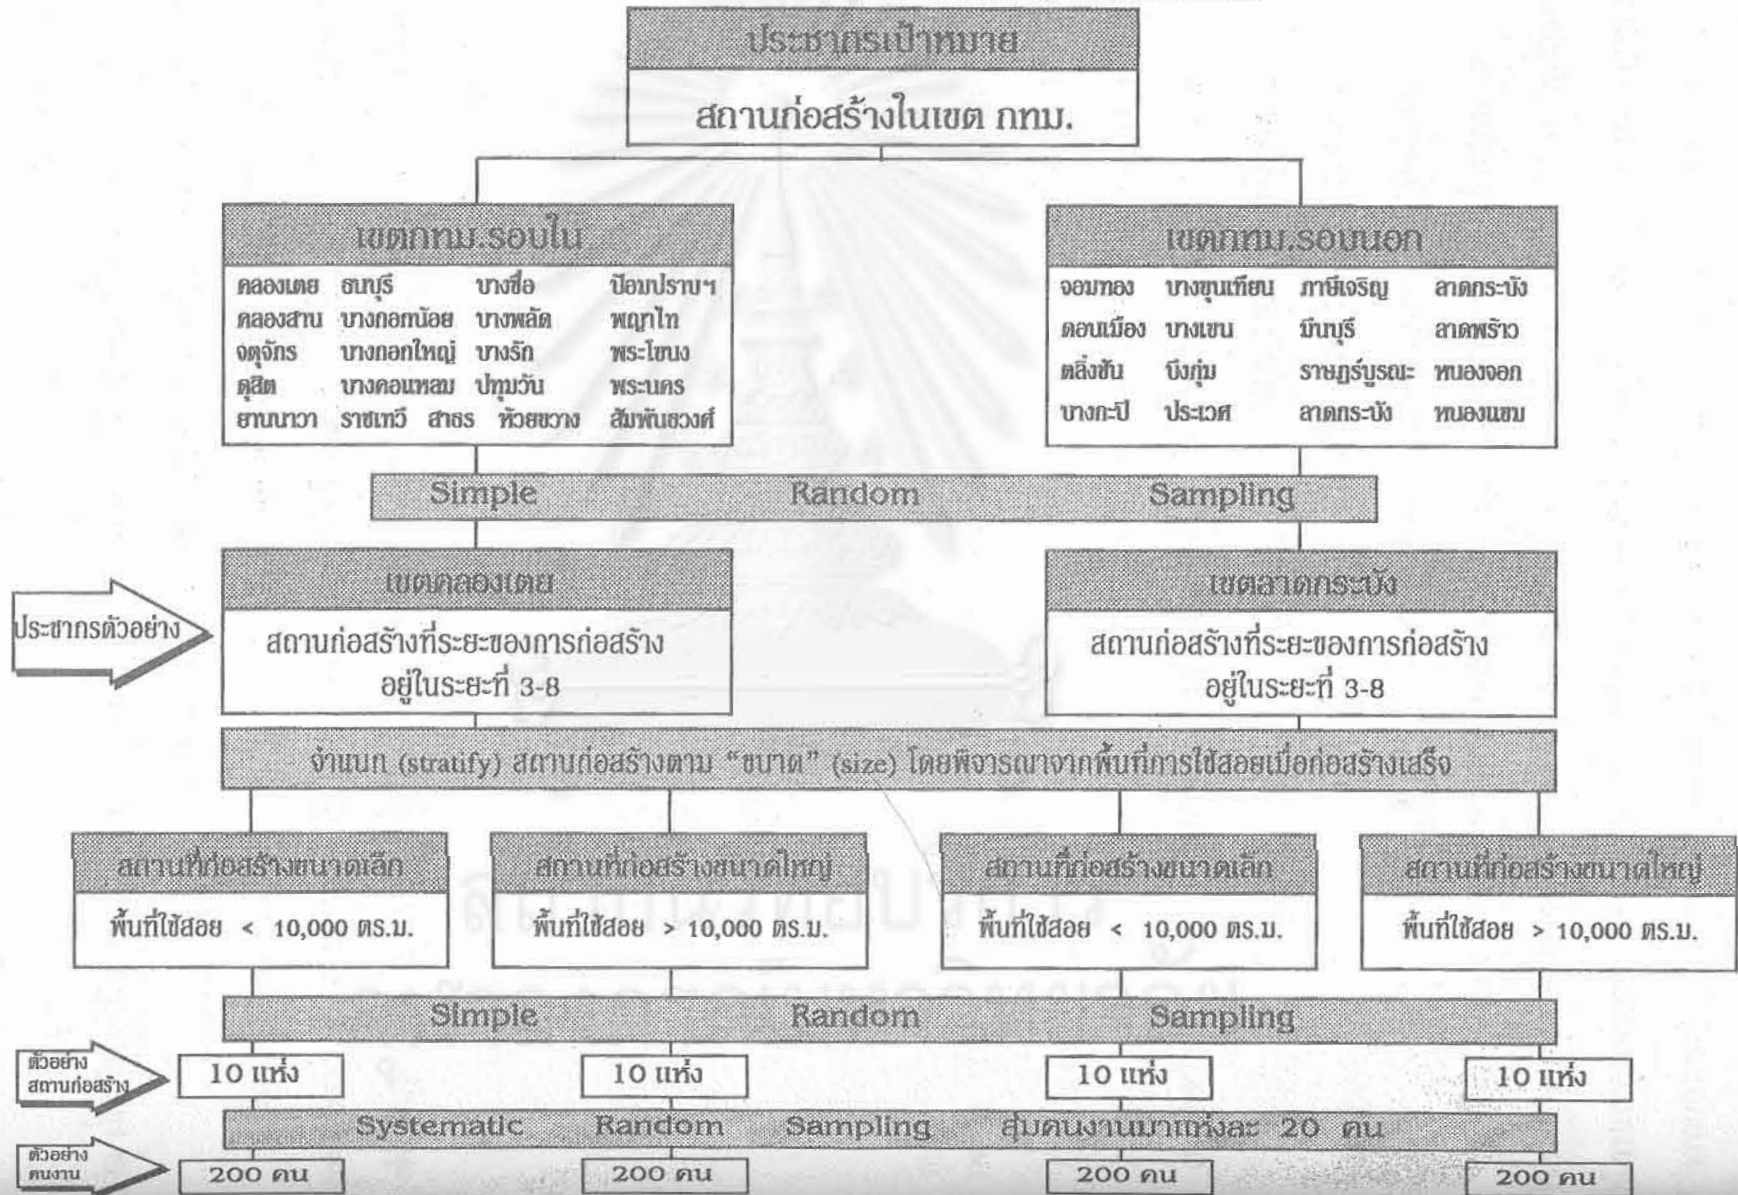 ประชากรเป้าหมาย
สถานก่อสร้างในเขต กทม.
เขตกทม.รอบใน
คลองเตย ธนบุรี บางซื่อ ป้อมปราบฯ
คลองสาน บางกอกน้อย บางพลัด พญาไท
จตุจักร บางกอกใหญ่ บางรัก พระโขนง
ดุสิต บางคอแหลม ปทุมวัน พระนคร
ยานนาวา ราชเทวี สาธร ห้วยขวาง สัมพันธวงศ์
เขตกทม.รอบนอก
จอมทอง บางขุนเทียน ภาษีเจริญ ลาดกระบัง
ดอนเมือง บางเขน มีนบุรี ลาดพร้าว
ตลิ่งชัน บึงกุ่ม ราษฎร์บูรณะ หนองจอก
บางกะปิ ประเวศ ลาดกระบัง หนองแขม
Simple Random Sampling
ประชากรตัวอย่าง
เขตคลองเตย
สถานก่อสร้างที่ระยะของการก่อสร้าง
อยู่ในระยะที่ 3-8
เขตลาดกระบัง
สถานก่อสร้างที่ระยะของการก่อสร้าง
อยู่ในระยะที่ 3-8
จำแนก (stratify) สถานก่อสร้างตาม “ขนาด” (size) โดยพิจารณาจากพื้นที่การใช้สอยเมื่อก่อสร้างเสร็จ
สถานที่ก่อสร้างขนาดเล็ก
พื้นที่ใช้สอย < 10,000 ตร.ม.
สถานที่ก่อสร้างขนาดใหญ่
พื้นที่ใช้สอย > 10,000 ตร.ม.
สถานที่ก่อสร้างขนาดเล็ก
พื้นที่ใช้สอย < 10,000 ตร.ม.
สถานที่ก่อสร้างขนาดใหญ่
พื้นที่ใช้สอย > 10,000 ตร.ม.
Simple Random Sampling
ตัวอย่าง
สถานก่อสร้าง
10 แห่ง
10 แห่ง
10 แห่ง
10 แห่ง
Systematic Random Sampling สุ่มคนงานมาแห่งละ 20 คน
ตัวอย่าง
คนงาน
200 คน
200 คน
200 คน
200 คน